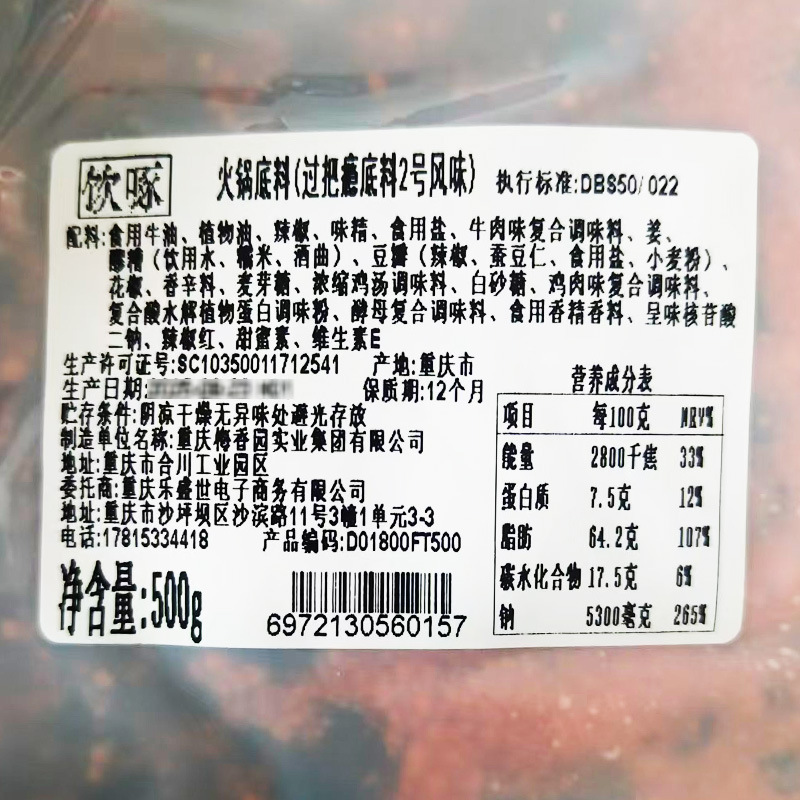 饮啄
火锅底料(过把瘾底料2号风味) 执行标准:DBS50/022
配料:食用牛油、植物油、辣椒、味精、食用盐、牛肉味复合调味料、姜、
醪糟(饮用水、糯米、酒曲)、豆瓣(辣椒、蚕豆仁、食用盐、小麦粉)、
花椒、香辛料、麦芽糖、浓缩鸡汤调味料、白砂糖、鸡肉味复合调味料、
复合酸水解植物蛋白调味粉、酵母复合调味料、食用香精香料、呈味核苷酸
二钠、辣椒红、甜蜜素、维生素E
生产许可证号:SC10350011712541 产地:重庆市
生产日期: 保质期:12个月
贮存条件:阴凉干燥无异味处避光存放
制造单位名称:重庆梅香园实业集团有限公司
地址:重庆市合川工业园区
委托商:重庆乐盛世电子商务有限公司
地址:重庆市沙坪坝区沙滨路11号3幢1单元3-3
电话:17815334418 产品编码:D01800FT500
净含量:500g
6972130560157
营养成分表
项目 每100克 NRV%
能量 2800千焦 33%
蛋白质 7.5克 12%
脂肪 64.2克 107%
碳水化合物 17.5克 6%
钠 5300毫克 265%